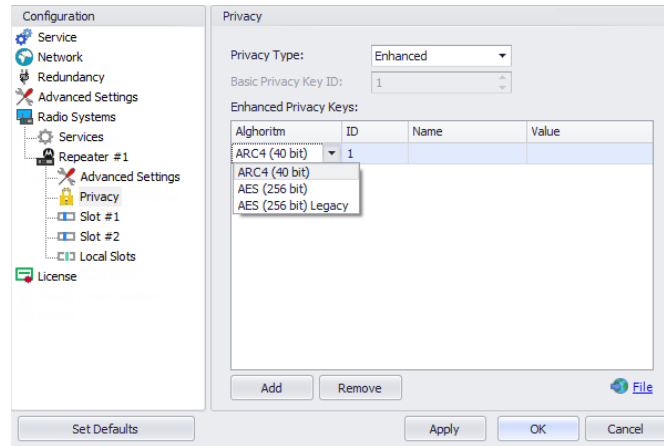 Configuration
Service
Network
Redundancy
Advanced Settings
Radio Systems
Services
Repeater #1
Advanced Settings
Privacy
Slot #1
Slot #2
Local Slots
License
Set Defaults
Privacy
Privacy Type: Enhanced
Basic Privacy Key ID: 1
Enhanced Privacy Keys:
Alghoritm ID Name Value
ARC4 (40 bit) 1
ARC4 (40 bit)
AES (256 bit)
AES (256 bit) Legacy
Add Remove File
Apply OK Cancel